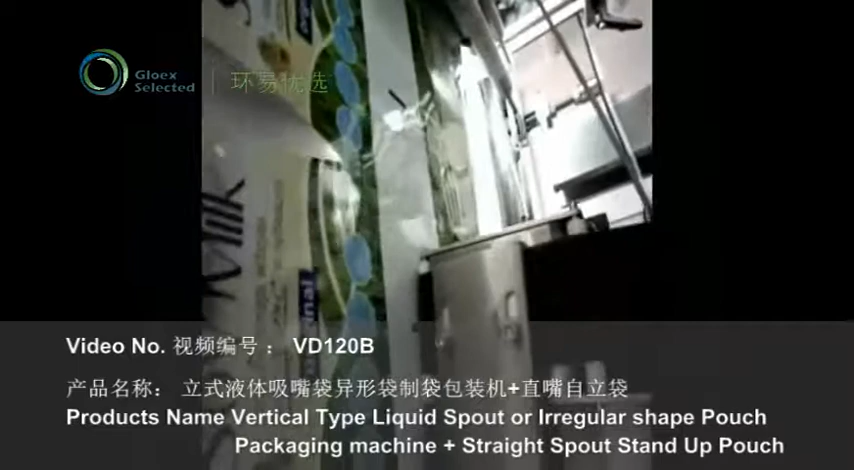 Gloex
Selected
环易优选
Milk
Video No. 视频编号： VD120B
产品名称： 立式液体吸嘴袋异形袋制袋包装机+直嘴自立袋
Products Name Vertical Type Liquid Spout or Irregular shape Pouch
Packaging machine + Straight Spout Stand Up Pouch